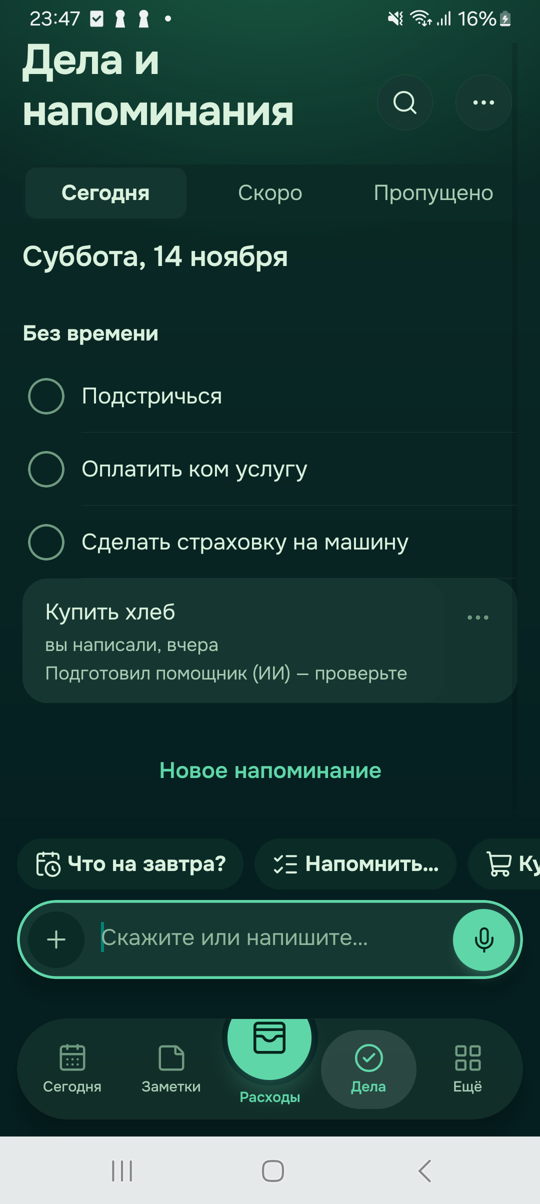 23:47
16%
Дела и
напоминания
Сегодня
Скоро
Пропущено
Суббота, 14 ноября
Без времени
Подстричься
Оплатить ком услугу
Сделать страховку на машину
Купить хлеб
вы написали, вчера
Подготовил помощник (ИИ) — проверьте
Новое напоминание
Что на завтра?
Напомнить...
Ку
Скажите или напишите...
Сегодня
Заметки
Расходы
Дела
Ещё